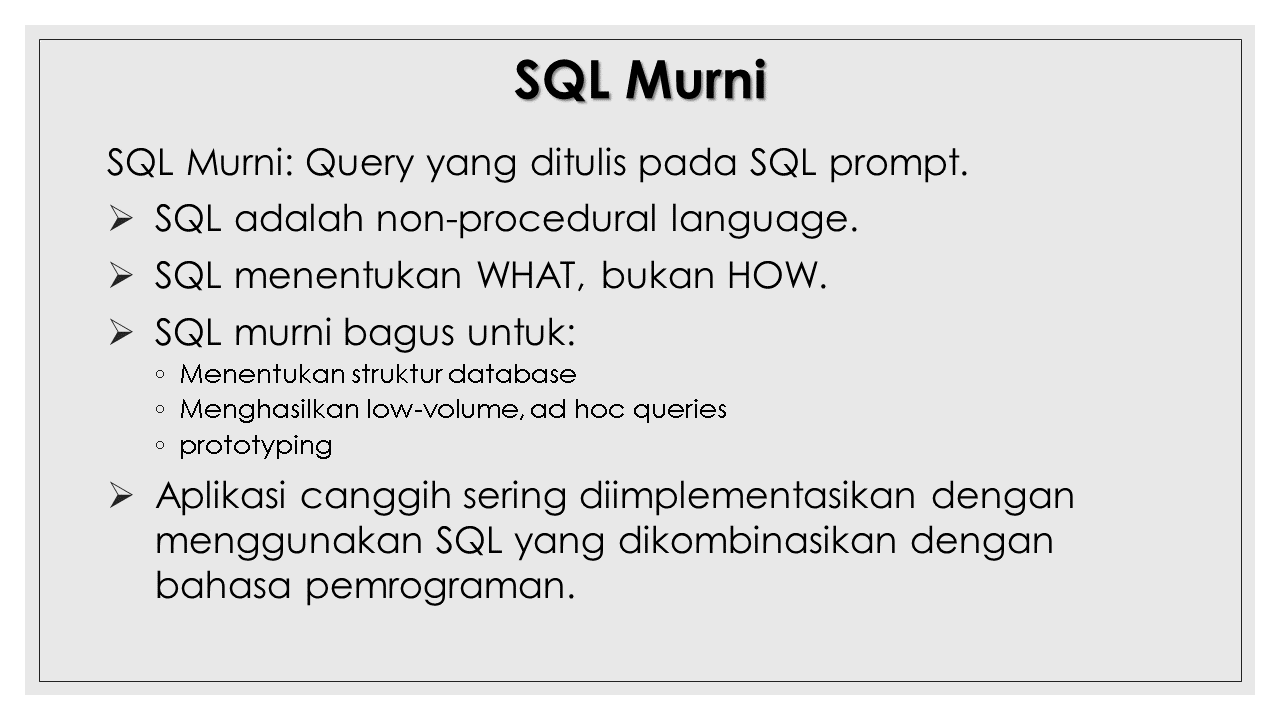 SQL Murni
SQL Murni: Query yang ditulis pada SQL prompt.
➢ SQL adalah non-procedural language.
➢ SQL menentukan WHAT, bukan HOW.
➢ SQL murni bagus untuk:
◦ Menentukan struktur database
◦ Menghasilkan low-volume, ad hoc queries
◦ prototyping
➢ Aplikasi canggih sering diimplementasikan dengan
menggunakan SQL yang dikombinasikan dengan
bahasa pemrograman.